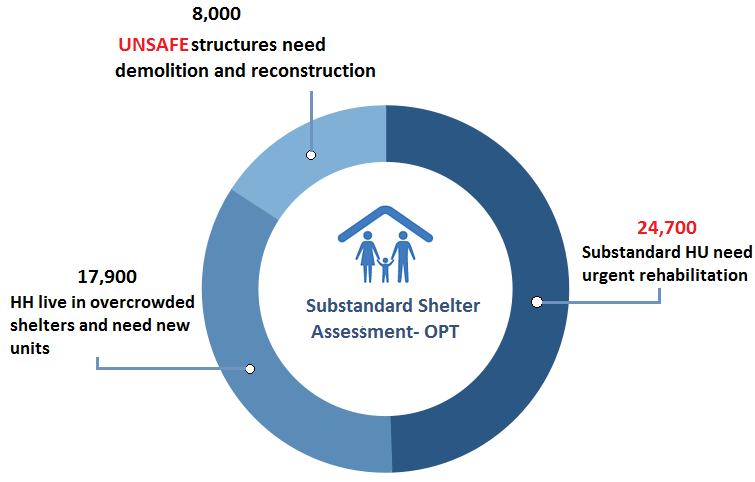 8,000
UNSAFE structures need
demolition and reconstruction
24,700
Substandard HU need
urgent rehabilitation
17,900
HH live in overcrowded
shelters and need new
units
Substandard Shelter
Assessment- OPT